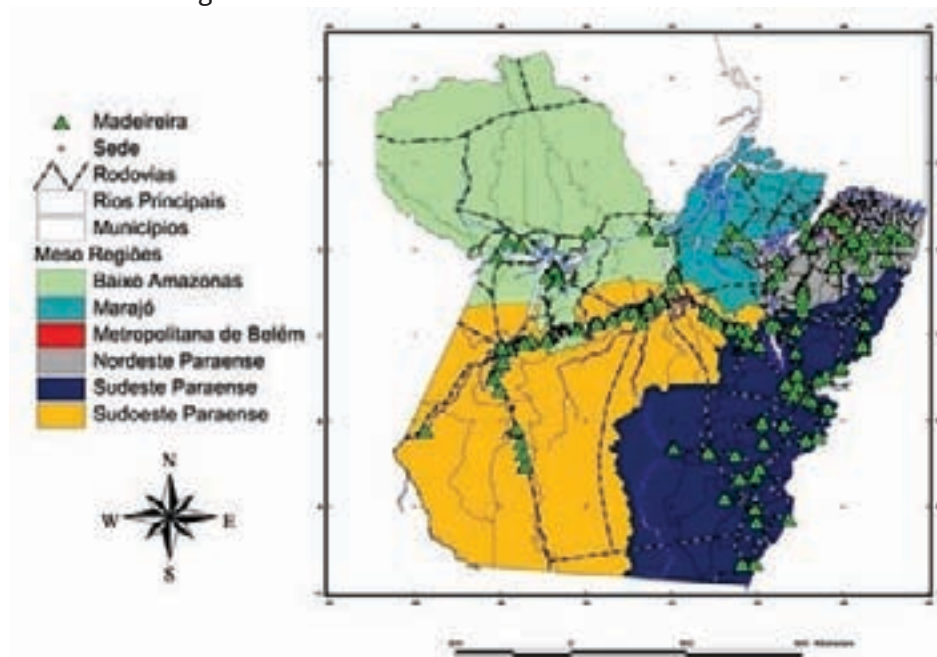 Madeireira
Sede
Rodovias
Rios Principais
Municípios
Meso Regiões
Baixo Amazonas
Marajó
Metropolitana de Belém
Nordeste Paraense
Sudeste Paraense
Sudoeste Paraense
N
W E
S